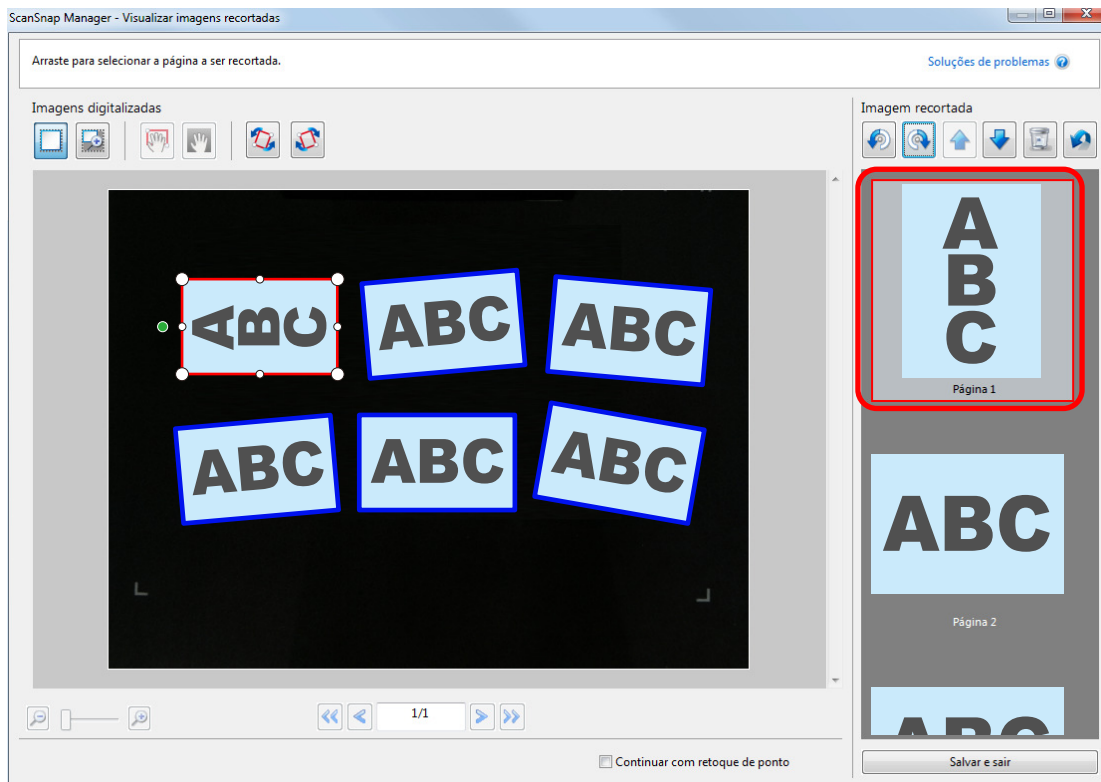 ScanSnap Manager - Visualizar imagens recortadas
Arraste para selecionar a página a ser recortada.
Soluções de problemas
Imagens digitalizadas
Imagem recortada
ABC
ABC
ABC
ABC
ABC
ABC
A
B
C
Página 1
ABC
Página 2
ABC
1/1
Continuar com retoque de ponto
Salvar e sair